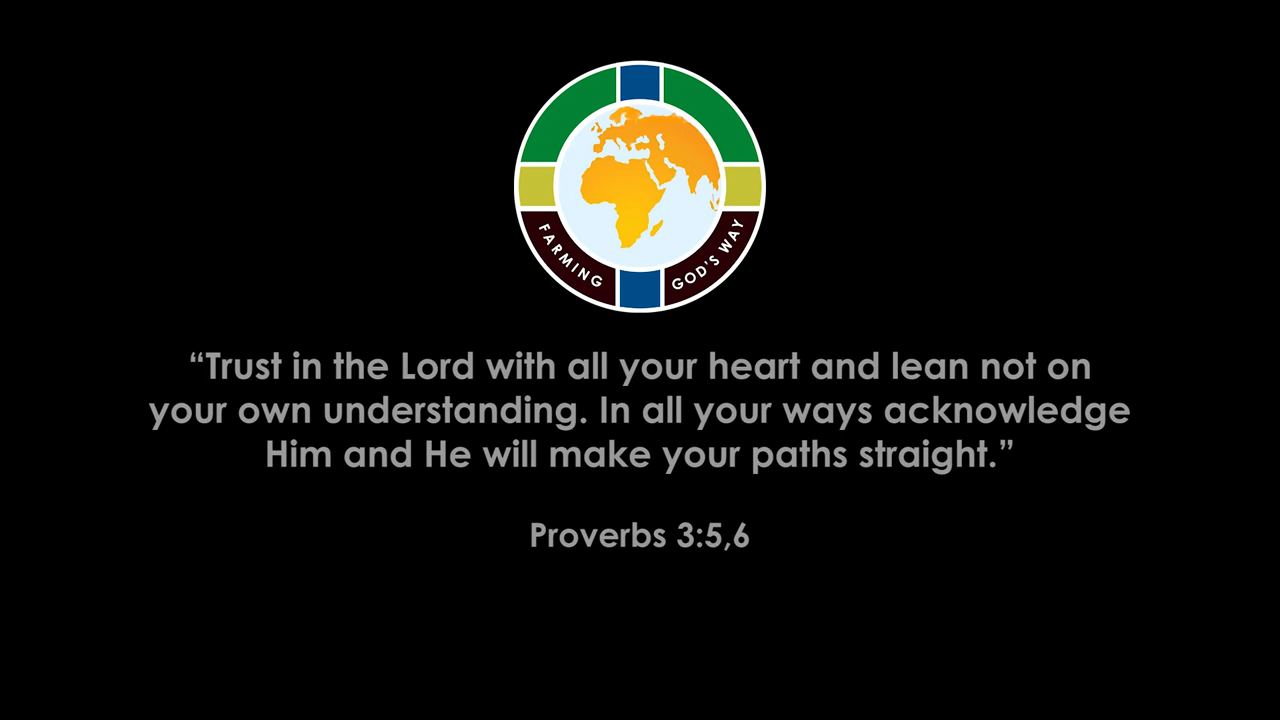 FARMING GOD'S WAY
“Trust in the Lord with all your heart and lean not on
your own understanding. In all your ways acknowledge
Him and He will make your paths straight.”
Proverbs 3:5,6